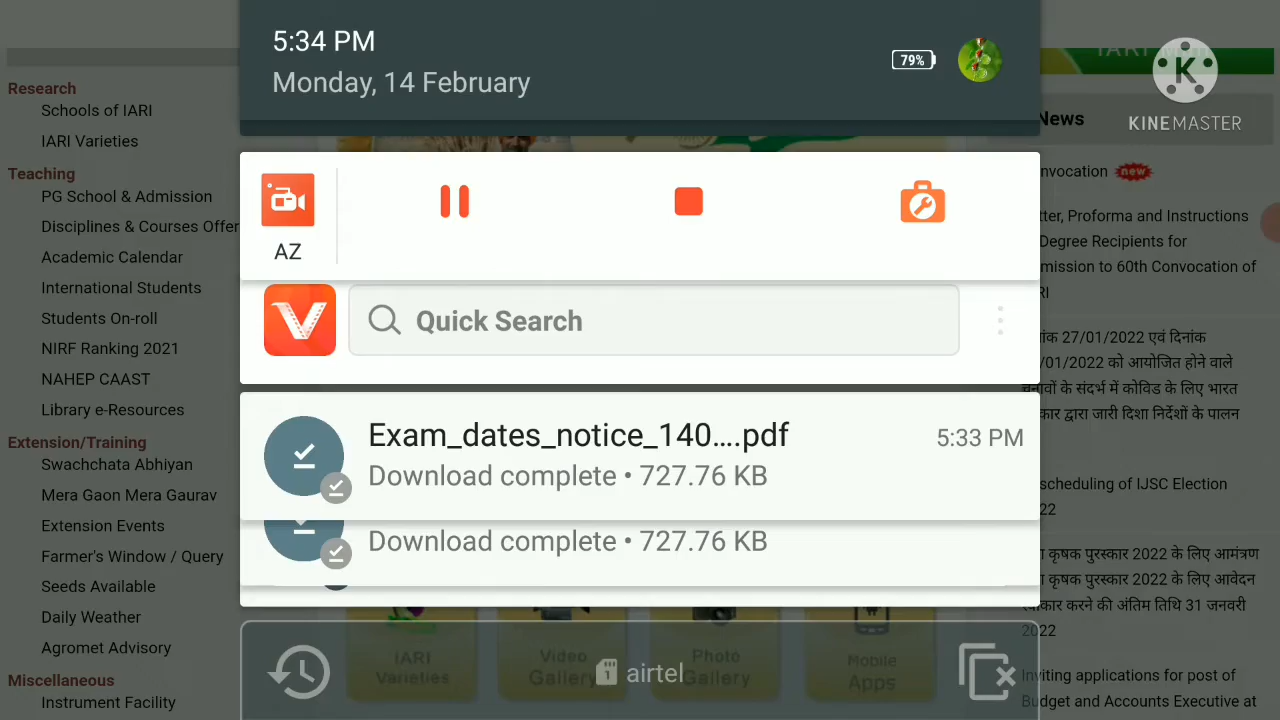 5:34 PM
Monday, 14 February
79%
KINEMASTER
AZ
Quick Search
Exam_dates_notice_140....pdf
5:33 PM
Download complete • 727.76 KB
Download complete • 727.76 KB
airtel
Research
Schools of IARI
IARI Varieties
Teaching
PG School & Admission
Disciplines & Courses Offer
Academic Calendar
International Students
Students On-roll
NIRF Ranking 2021
NAHEP CAAST
Library e-Resources
Extension/Training
Swachata Abhiyan
Mera Gaon Mera Gaurav
Extension Events
Farmer's Window / Query
Seeds Available
Daily Weather
Agromet Advisory
Miscellaneous
Instrument Facility
IARI
Varieties
Video
Gallery
Photo
Gallery
Mobile
Apps
News
nvocation new
tter, Proforma and Instructions
Degree Recipients for
mission to 60th Convocation of
RI
ांक 27/01/2022 एवं दिनांक
/01/2022 को आयोजित होने वाले
चुनावों के संदर्भ में कोविड के लिए भारत
कार द्वारा जारी दिशा निर्देशों के पालन
scheduling of IJSC Election
22
कृषक पुरस्कार 2022 के लिए आमंत्रण
कृषक पुरस्कार 2022 के लिए आवेदन
स्वीकार करने की अंतिम तिथि 31 जनवरी
2022
Inviting applications for post of
Budget and Accounts Executive at